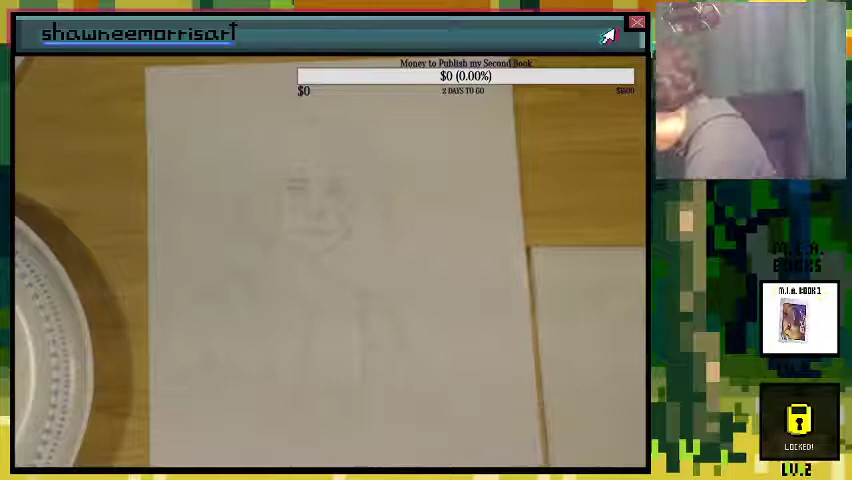 shawneemorrisart
Money to Publish my Second Book
$0 (0.00%)
$0
2 DAYS TO GO
M.I.A.
BOOKS
M.I.A. BOOK 1
LOCKED!
LV.2